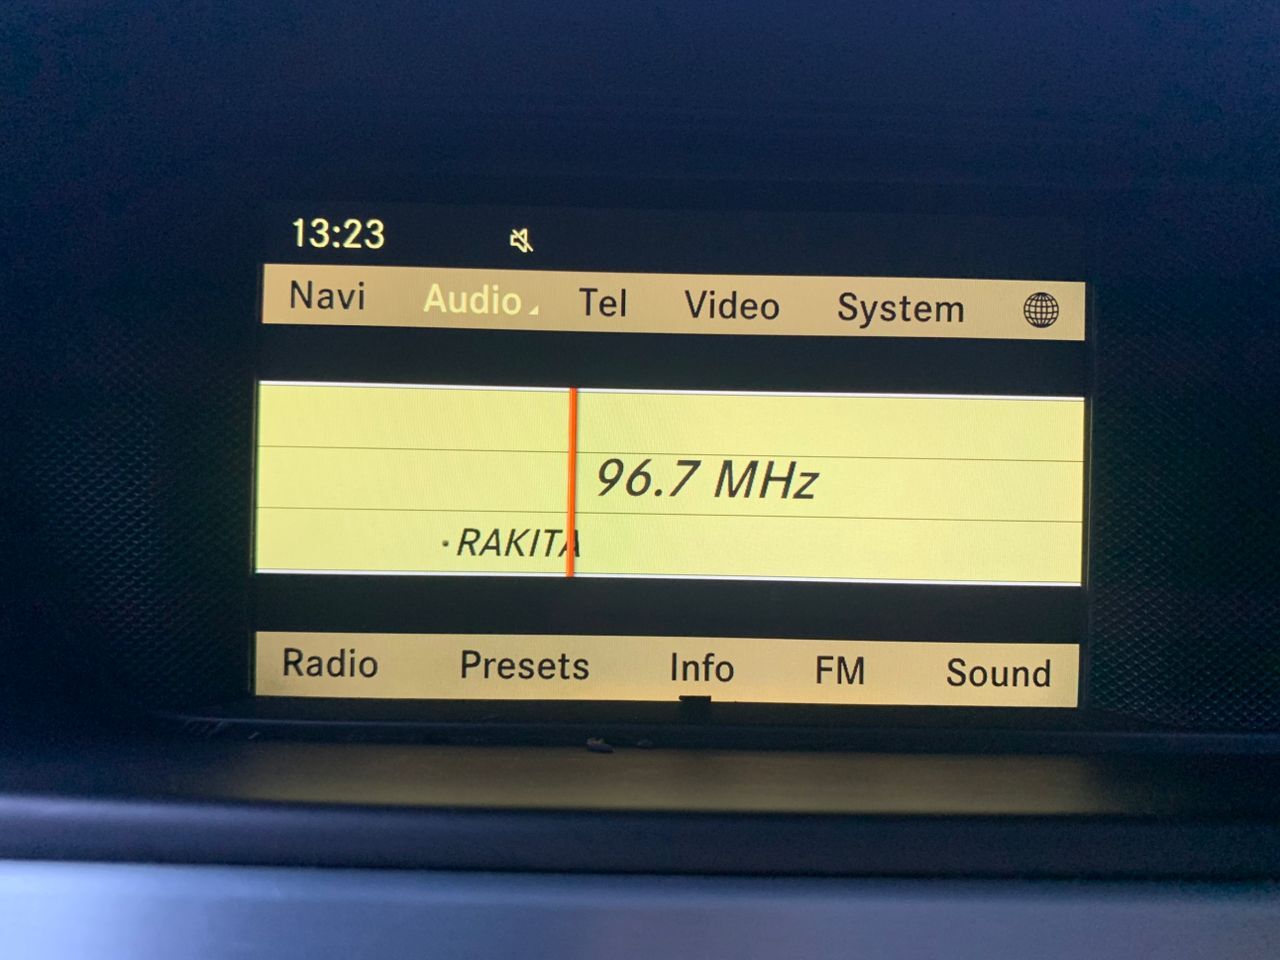 13:23
Navi Audio Tel Video System
96.7 MHz
· RAKITA
Radio Presets Info FM Sound